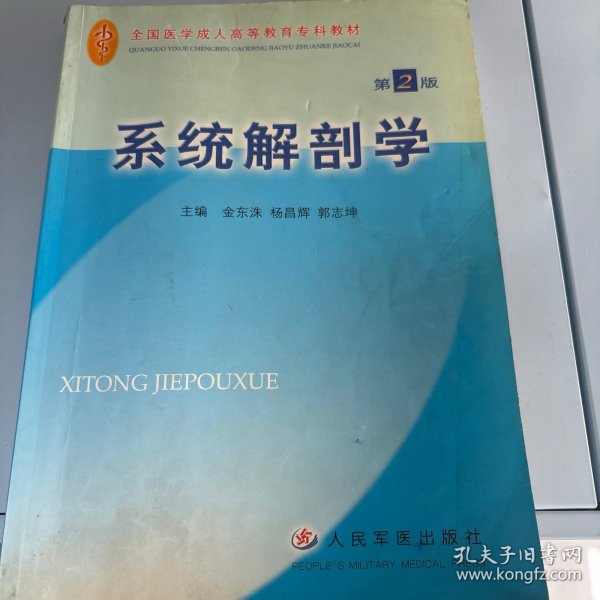 全国医学成人高等教育专科教材
QUANGUO YIXUE CHENGREN GAODENG JIAOYU ZHUANKE JIAOCAI
第2版
系统解剖学
主编 金东洙 杨昌辉 郭志坤
XITONG JIEPOUXUE
人民军医出版社
PEOPLE'S MILITARY MEDICAL PRESS
孔夫子旧书网
www.kongfz.com